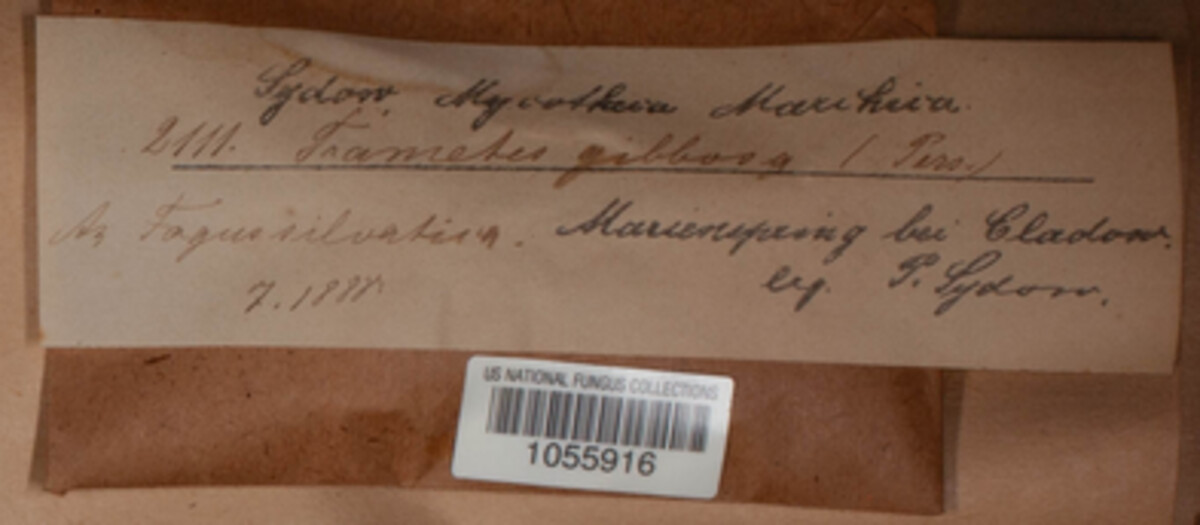 Sydow Mycotheca Marchica.
2111. Trametes gibbosa (Pers.)
An Fagus silvatica. Marienspring bei Cladow.
7. 1888 leg. P. Sydow.
US NATIONAL FUNGUS COLLECTIONS
1055916